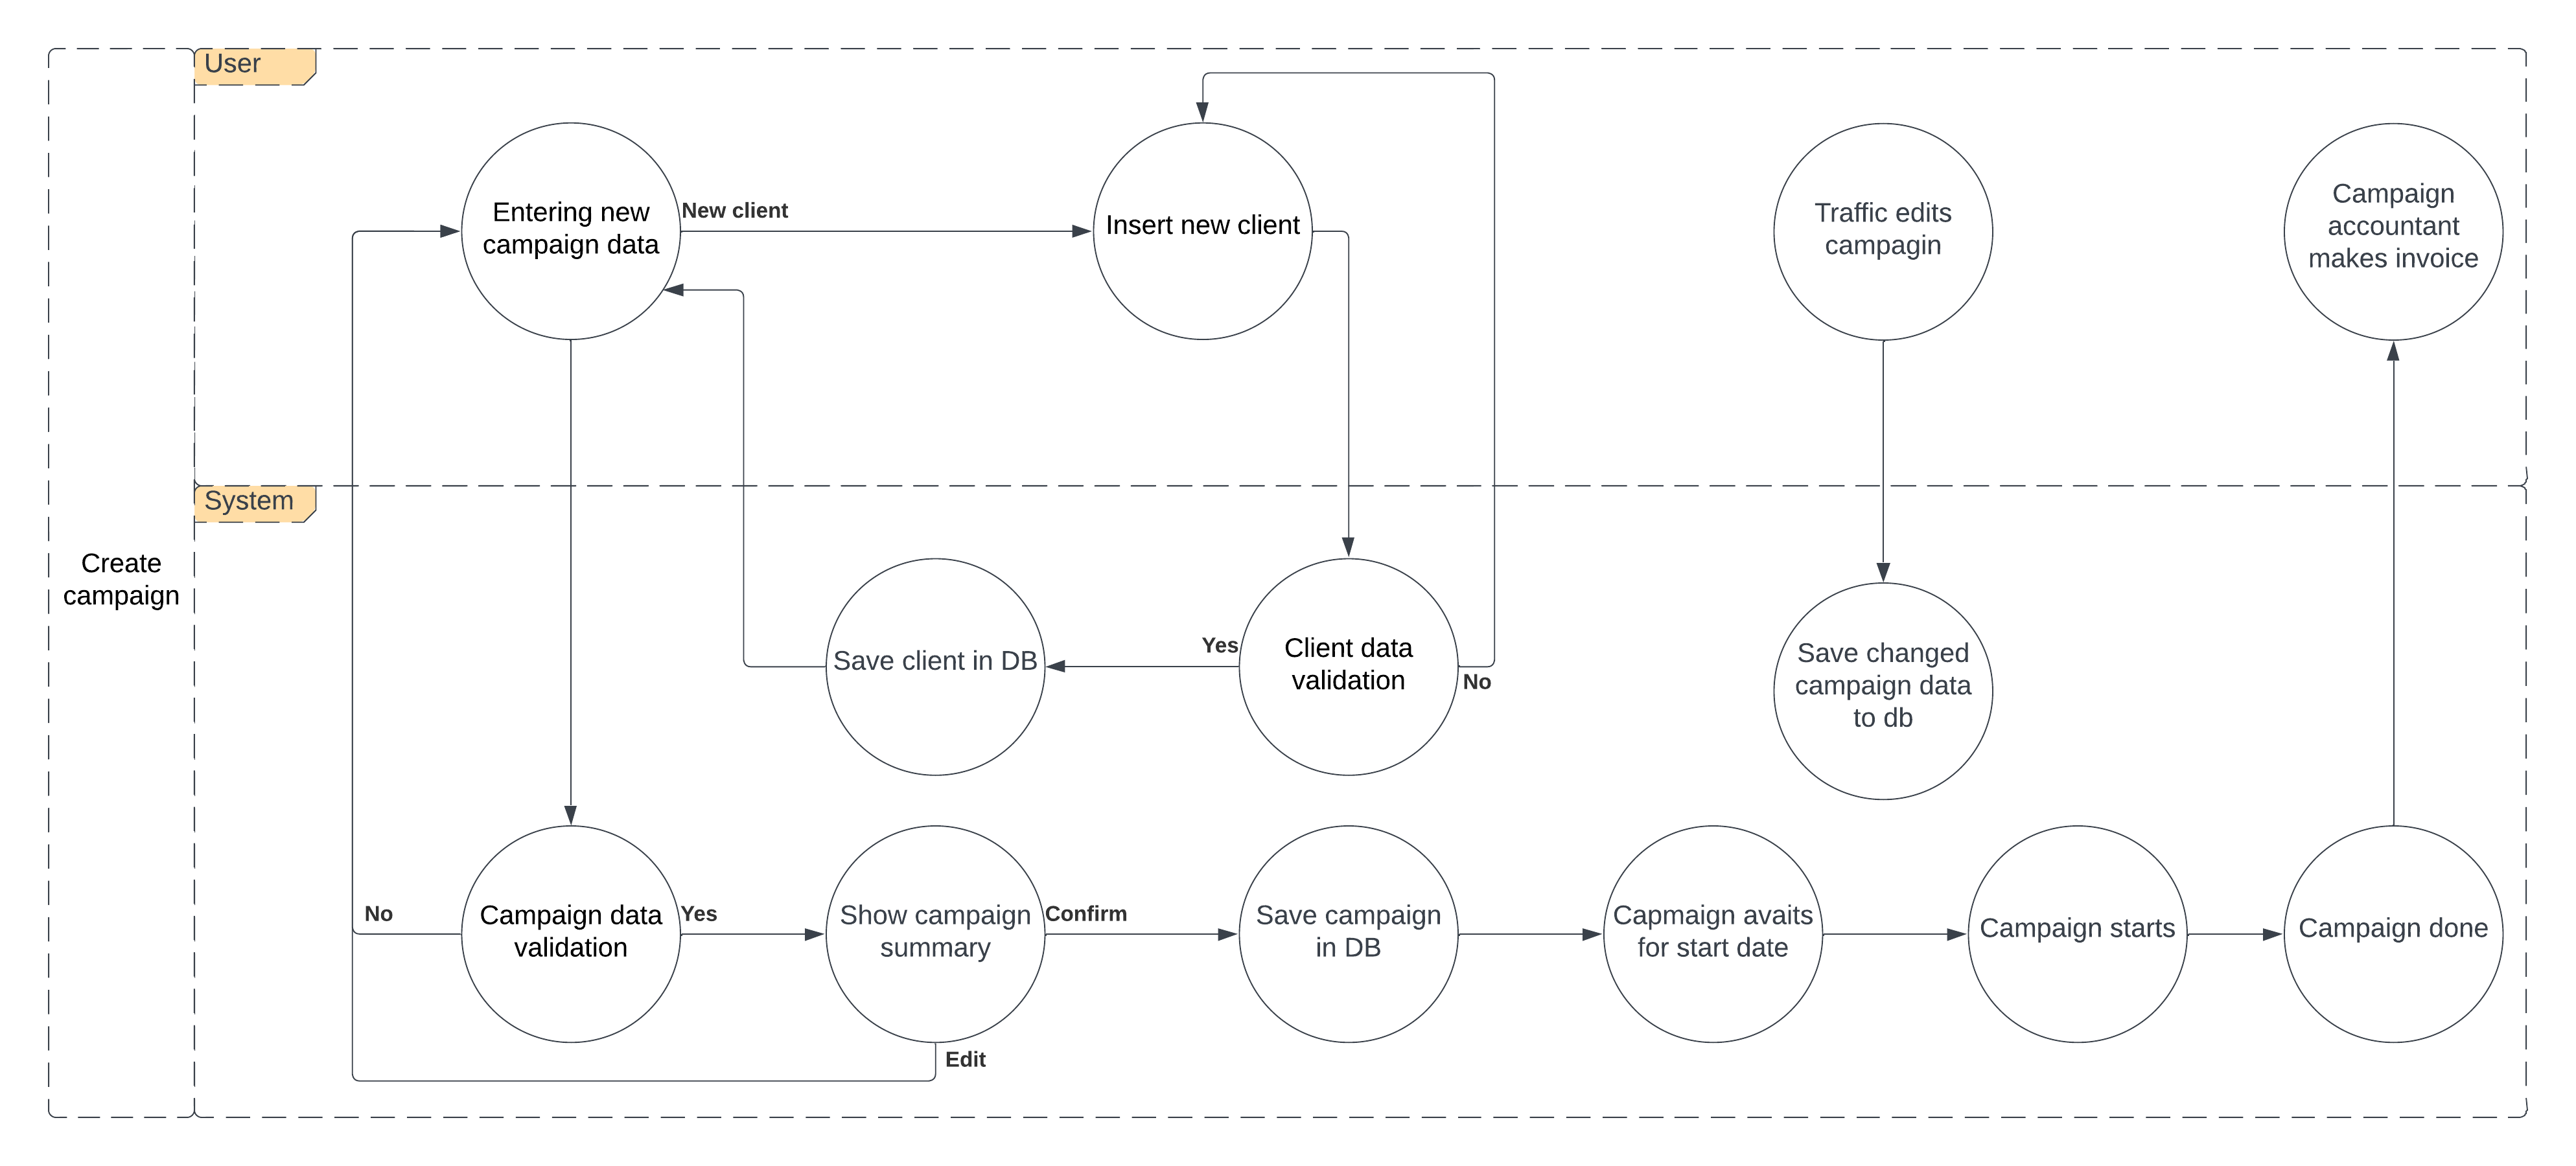 User
Entering new
campaign data
New client
Insert new client
Traffic edits
campagin
Campaign
accountant
makes invoice
System
Create
campaign
Save client in DB
Yes
Client data
validation
No
Save changed
campaign data
to db
No
Campaign data
validation
Yes
Show campaign
summary
Confirm
Save campaign
in DB
Capmaign avaits
for start date
Campaign starts
Campaign done
Edit